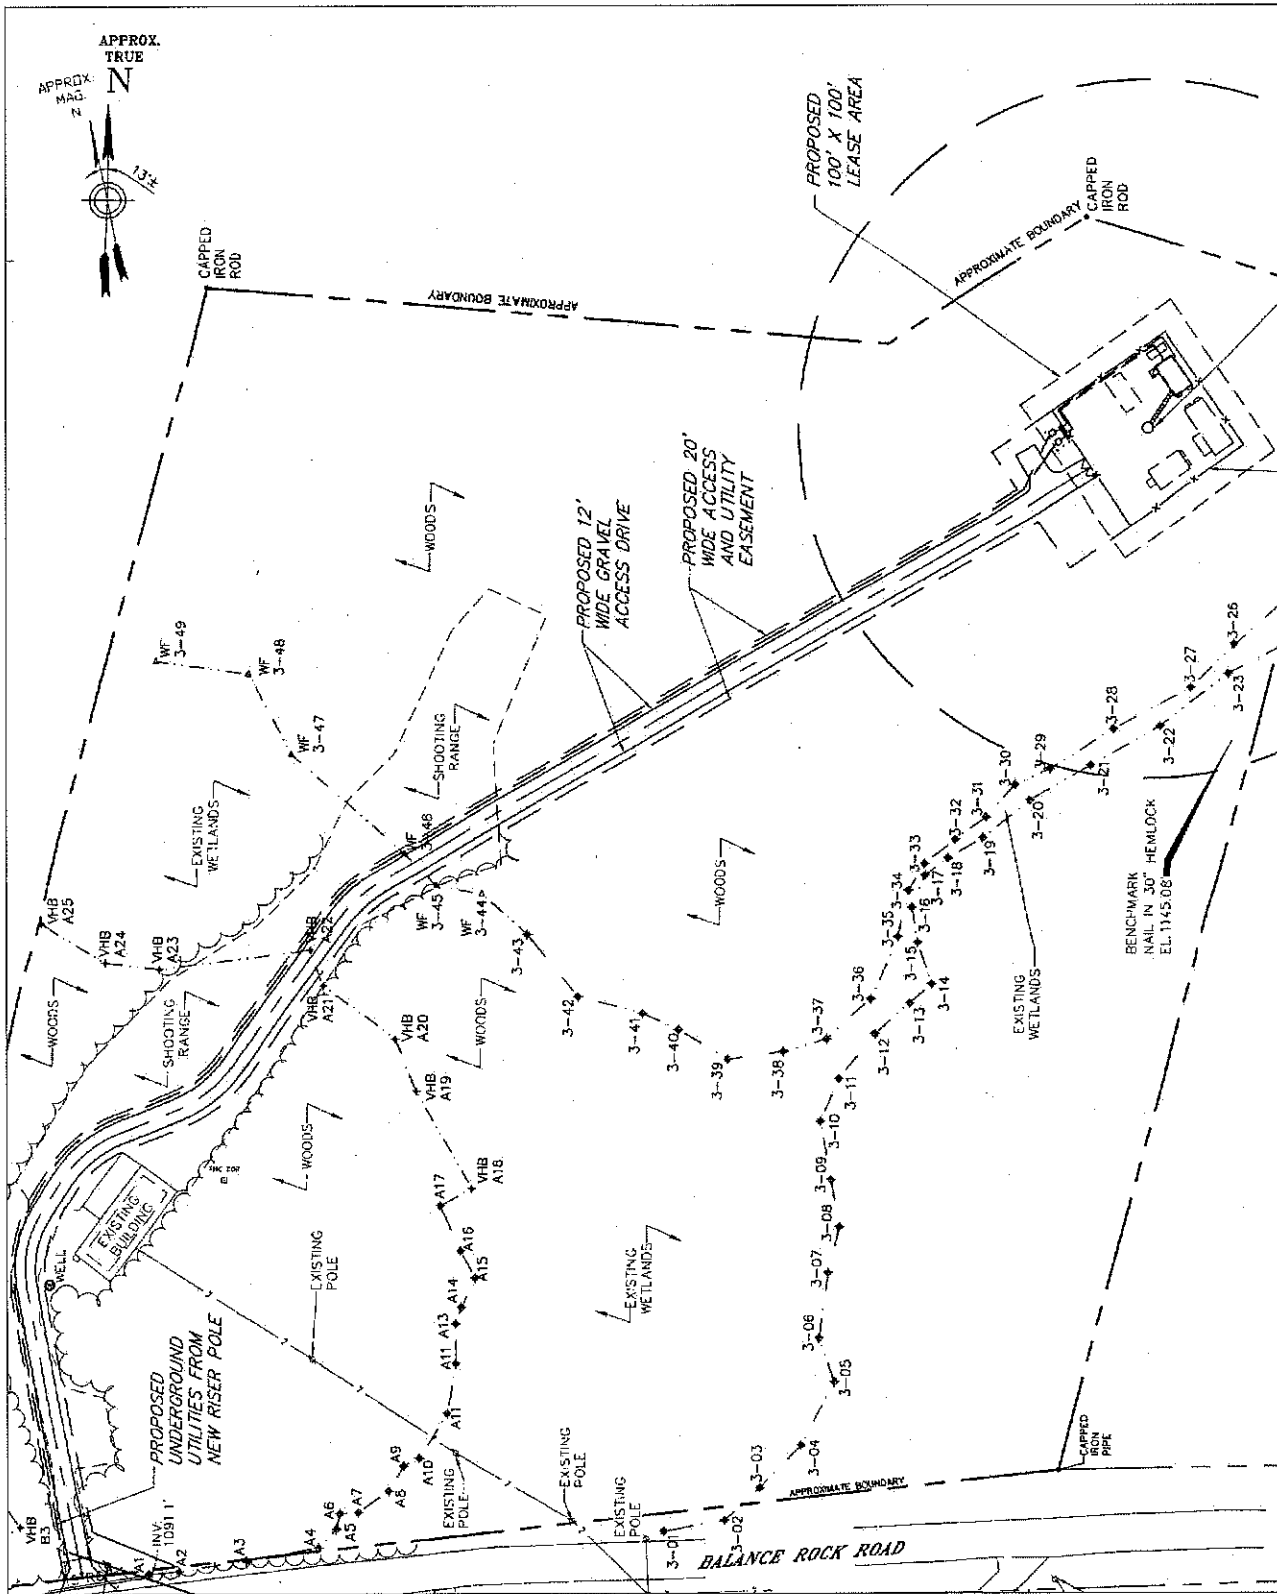 APPROX.
TRUE
N
APPROX.
MAG.
N
13'±
CAPPED
IRON
ROD
APPROXIMATE BOUNDARY
PROPOSED
100' X 100'
LEASE AREA
APPROXIMATE BOUNDARY
CAPPED
IRON
ROD
WOODS
PROPOSED 12'
WIDE GRAVEL
ACCESS DRIVE
PROPOSED 20'
WIDE ACCESS
AND UTILITY
EASEMENT
WF
3-49
WF
3-48
WF
3-47
WF
3-46
SHOOTING
RANGE
EXISTING
WETLANDS
VHB
A25
VHB
A24
VHB
A23
VHB
A22
VHB
A21
VHB
A20
VHB
A19
VHB
A18
WOODS
SHOOTING
RANGE
WF
3-45
WF
3-44
3-43
3-42
3-41
3-40
3-39
3-38
3-37
3-36
3-35
3-34
3-33
3-32
3-31
3-30
3-29
3-28
3-27
3-26
3-23
3-22
3-21
3-20
3-19
3-18
3-17
3-16
3-15
3-14
3-13
3-12
3-11
3-10
3-09
3-08
3-07
3-06
3-05
3-04
3-03
3-02
3-01
WOODS
WOODS
WOODS
EXISTING
WETLANDS
BENCHMARK
NAIL IN 30" HEMLOCK
EL. 1145.08'
EXISTING
BUILDING
WELL
EXISTING
POLE
EXISTING
WETLANDS
A17
A16
A15
A14
A13
A11
A11
A10
A9
A8
A7
A6
A5
A4
A3
A2
A1
PROPOSED
UNDERGROUND
UTILITIES FROM
NEW RISER POLE
VHB
B3
EXISTING
POLE
EXISTING
POLE
EXISTING
POLE
APPROXIMATE BOUNDARY
CAPPED
IRON
PIPE
BALANCE ROCK ROAD